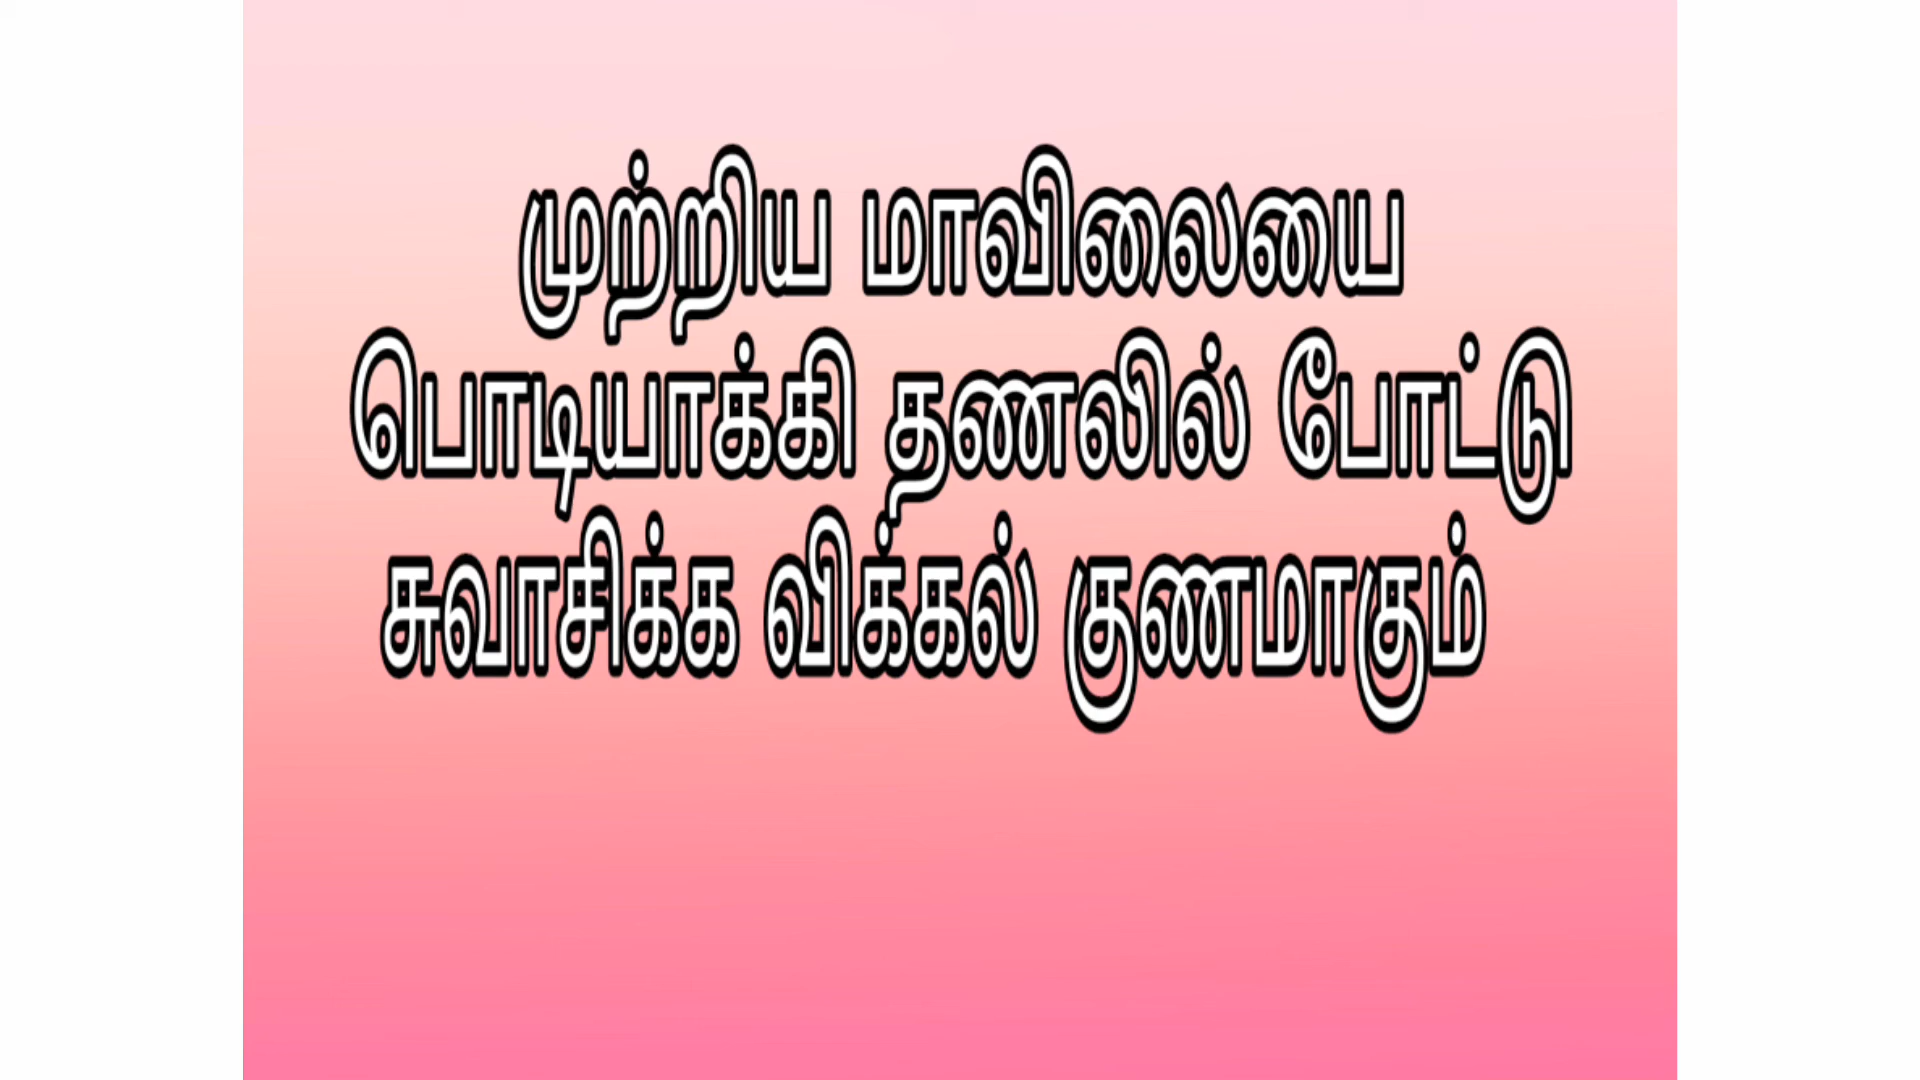 முற்றிய மாவிலையை
பொடியாக்கி தணலில் போட்டு
சுவாசிக்க விக்கல் குணமாகும்